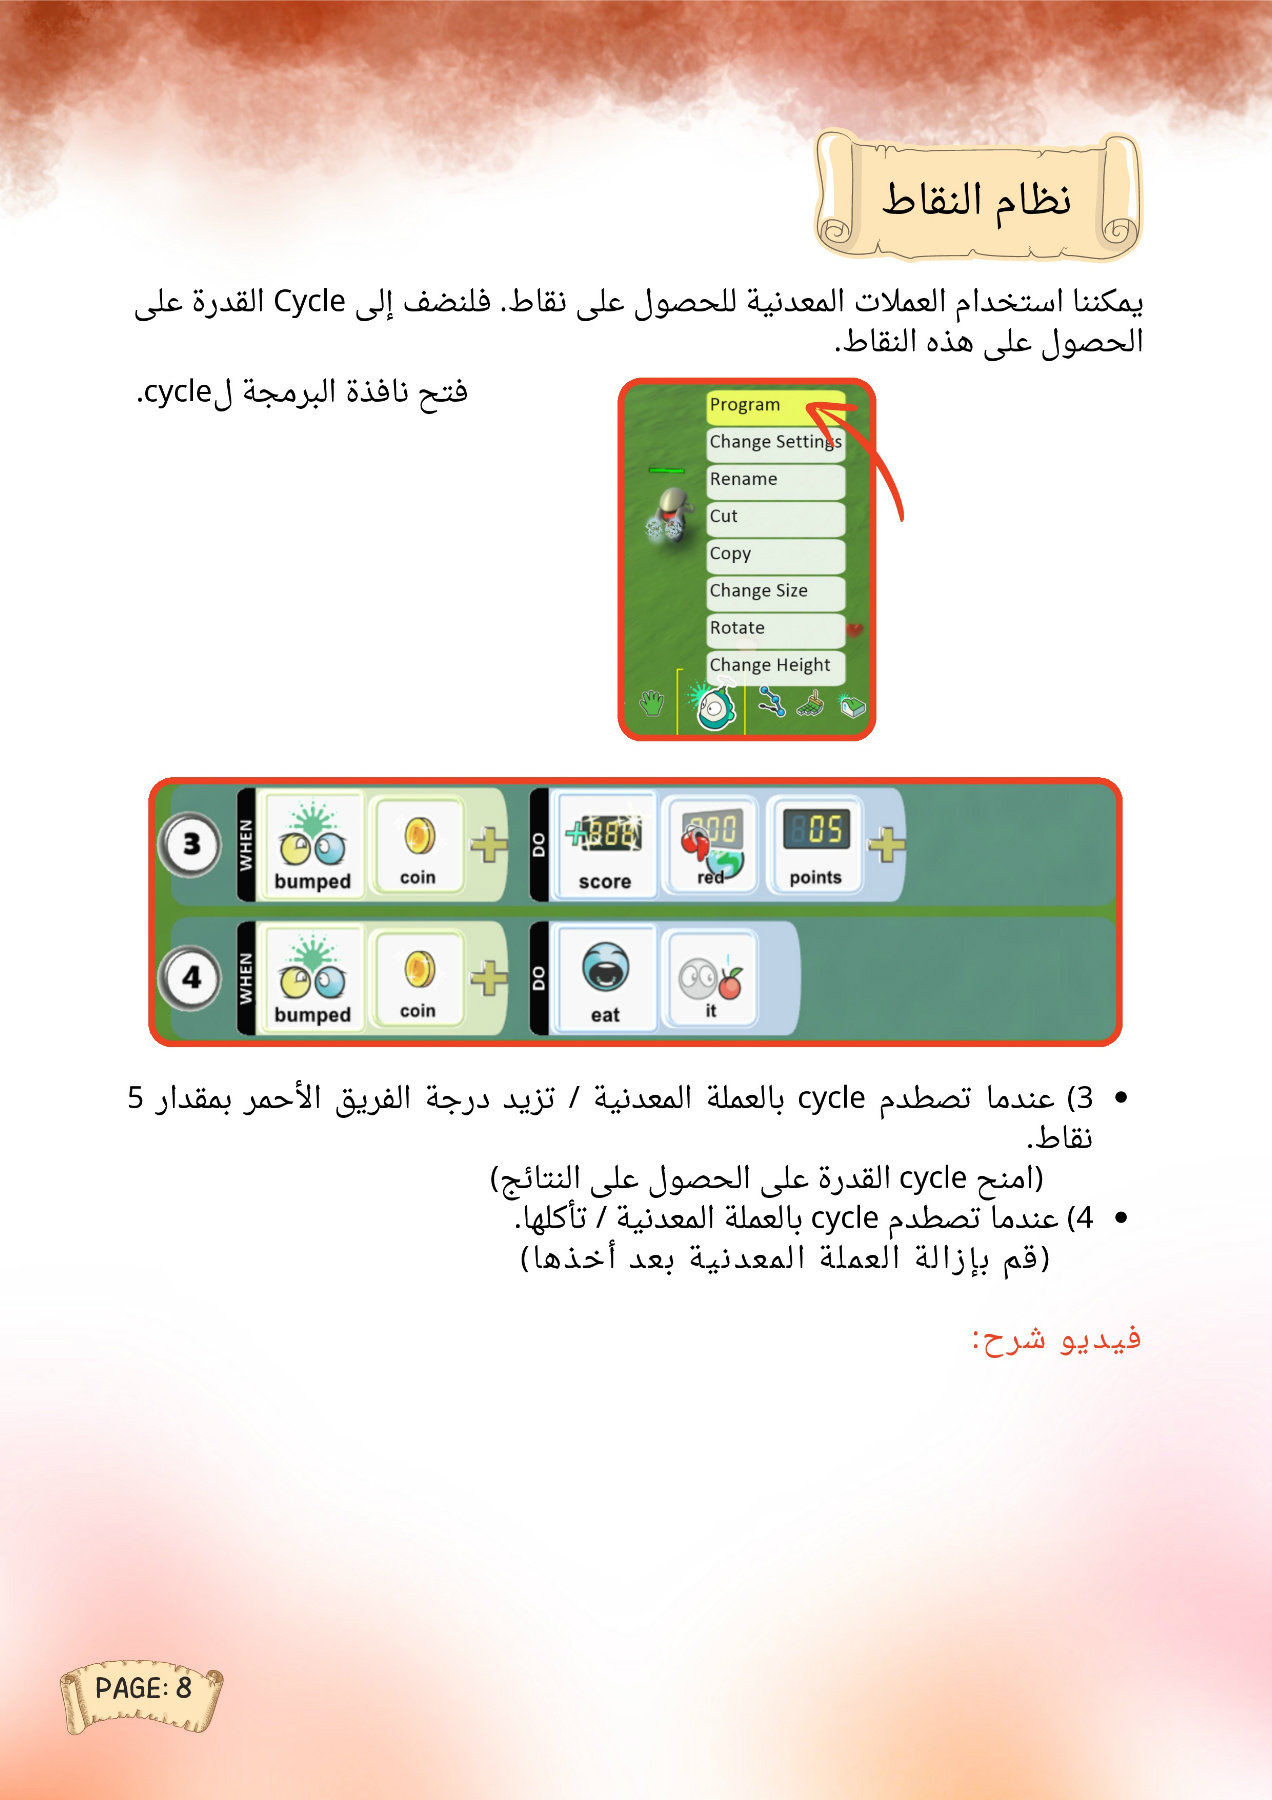 نظام النقاط
يمكننا استخدام العملات المعدنية للحصول على نقاط. فلنضف إلى Cycle القدرة على
الحصول على هذه النقاط.
فتح نافذة البرمجة لcycle.
Program
Change Settings
Rename
Cut
Copy
Change Size
Rotate
Change Height
3 WHEN bumped coin + DO +888 score 000 red 05 points +
4 WHEN bumped coin + DO eat it
• 3) عندما تصطدم cycle بالعملة المعدنية / تزيد درجة الفريق الأحمر بمقدار 5
نقاط.
(امنح cycle القدرة على الحصول على النتائج)
• 4) عندما تصطدم cycle بالعملة المعدنية / تأكلها.
(قم بإزالة العملة المعدنية بعد أخذها)
فيديو شرح:
PAGE: 8